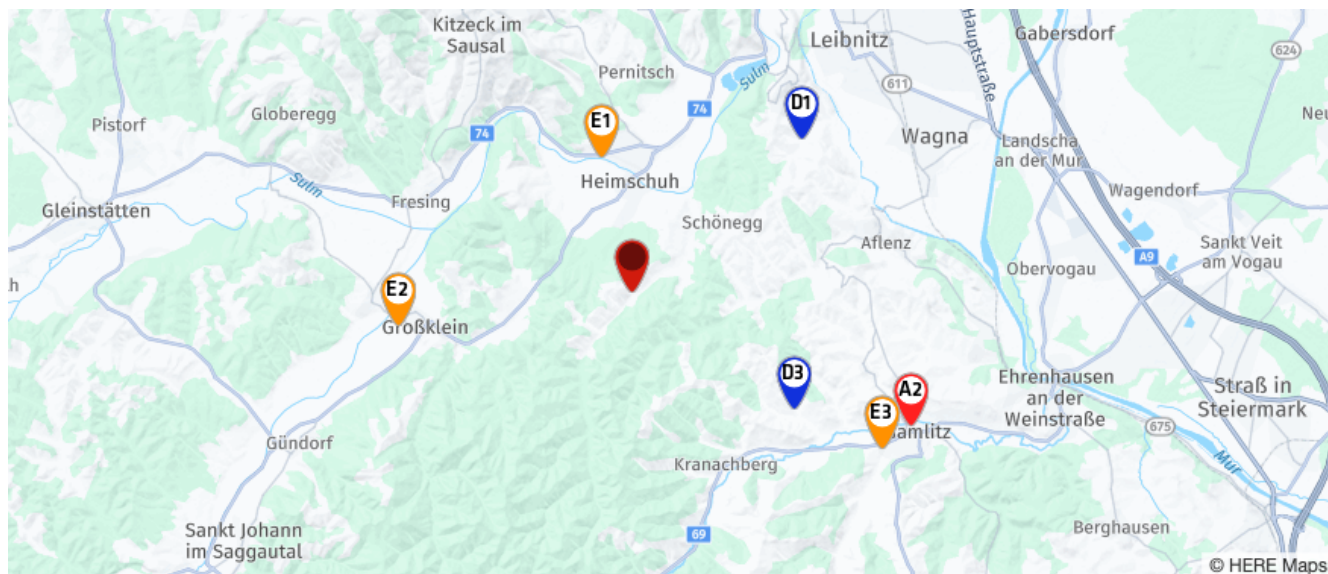 Kitzeck im
Sausal
Leibnitz
Hauptstraße
Gabersdorf
624
Pernitsch
Sulm
611
Globeregg
74
D1
Pistorf
E1
74
Wagna
Landscha
an der Mur
Neu
Heimschuh
Sulm
Fresing
Wagendorf
Gleinstätten
Schönegg
Aflenz
Sankt Veit
am Vogau
A9
Obervogau
E2
Großklein
D3
A2
E3
Ehrenhausen
an der
Weinstraße
Straß in
Steiermark
amlitz
675
Gündorf
Kranachberg
Mur
Sankt Johann
im Saggautal
69
Berghausen
© HERE Maps